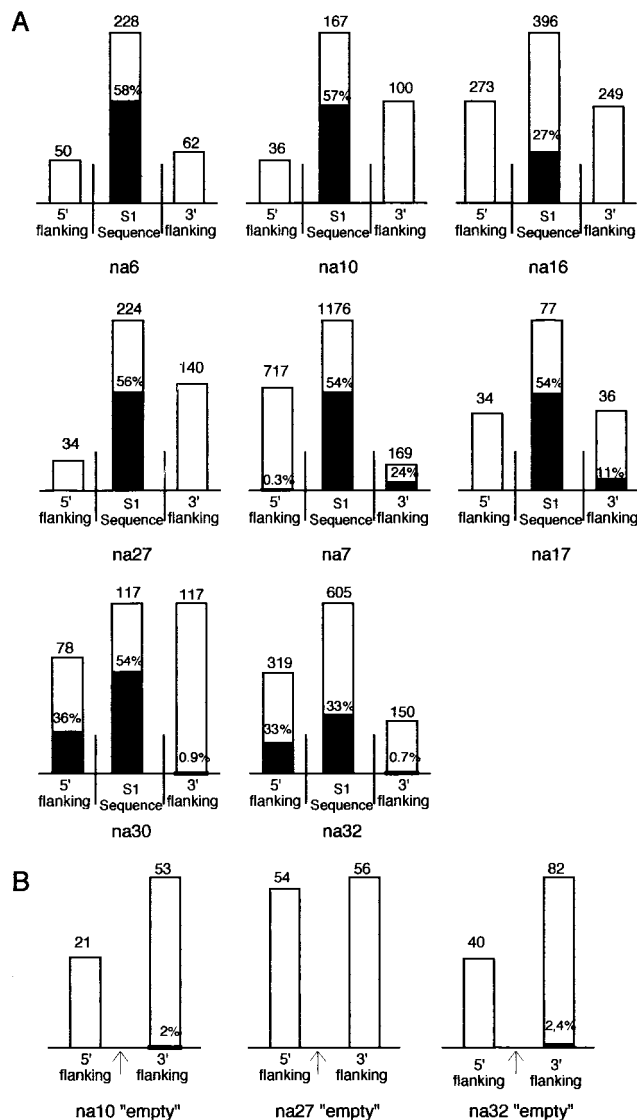 A
228 167 396
58% 57% 273 27% 249
50 62 36 100
5' flanking S1 Sequence 3' flanking 5' flanking S1 Sequence 3' flanking 5' flanking S1 Sequence 3' flanking
na6 na10 na16
224 1176 77
56% 140 717 54% 169 54%
34 0.3% 24% 34 36 11%
5' flanking S1 Sequence 3' flanking 5' flanking S1 Sequence 3' flanking 5' flanking S1 Sequence 3' flanking
na27 na7 na17
117 117 605
78 54% 319 33% 150
36% 0.9% 33% 0.7%
5' flanking S1 Sequence 3' flanking 5' flanking S1 Sequence 3' flanking
na30 na32
B
53 54 56 82
21 2% 40 2,4%
5' flanking 3' flanking 5' flanking 3' flanking 5' flanking 3' flanking
na10 "empty" na27 "empty" na32 "empty"